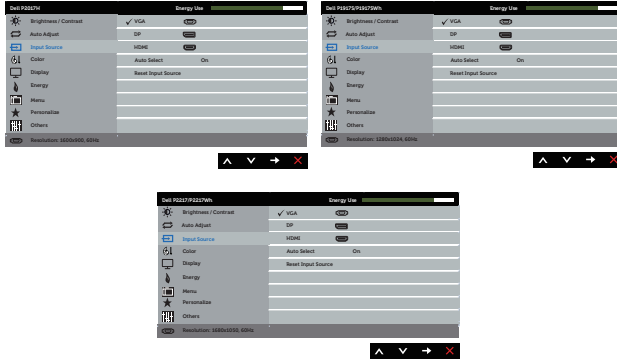 Dell P2017H Energy Use
Brightness / Contrast VGA
Auto Adjust DP
Input Source HDMI
Color Auto Select On
Display Reset Input Source
Energy
Menu
Personalize
Others
Resolution: 1600x900, 60Hz
Dell P1917S/P1917SWh Energy Use
Brightness / Contrast VGA
Auto Adjust DP
Input Source HDMI
Color Auto Select On
Display Reset Input Source
Energy
Menu
Personalize
Others
Resolution: 1280x1024, 60Hz
Dell P2217/P2217Wh Energy Use
Brightness / Contrast VGA
Auto Adjust DP
Input Source HDMI
Color Auto Select On
Display Reset Input Source
Energy
Menu
Personalize
Others
Resolution: 1680x1050, 60Hz